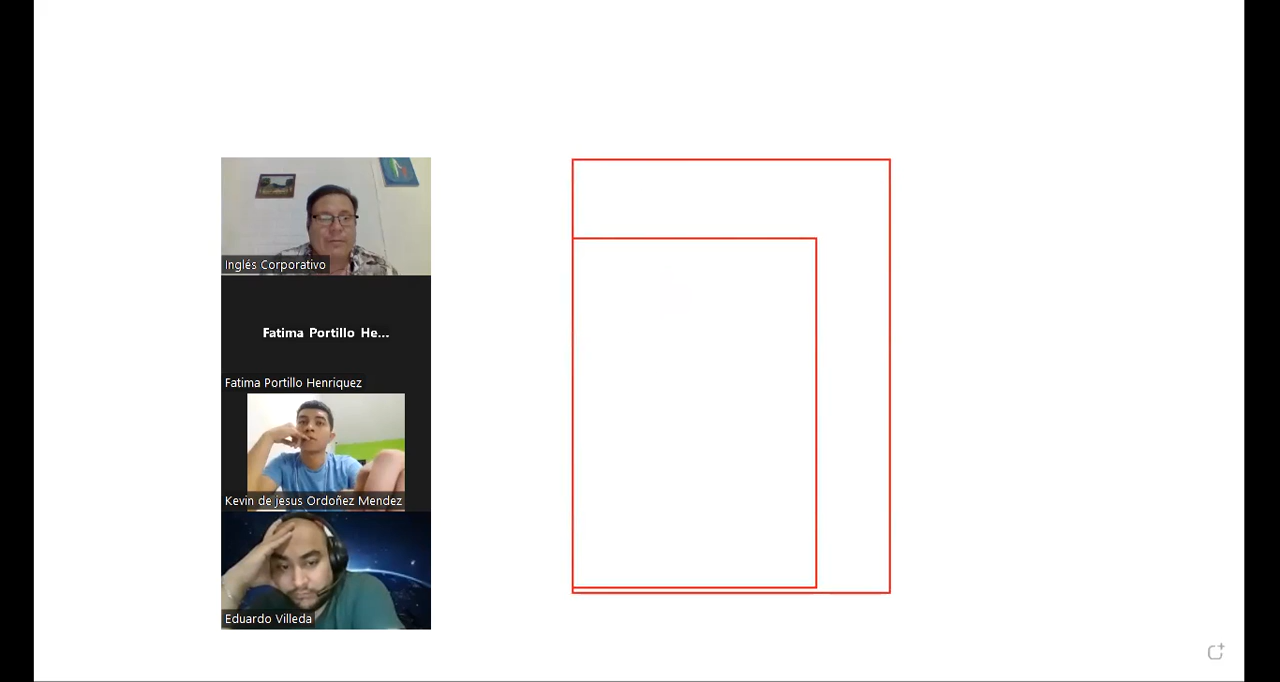 Inglés Corporativo
Fatima Portillo He...
Fatima Portillo Henriquez
Kevin de jesus Ordoñez Mendez
Eduardo Villeda